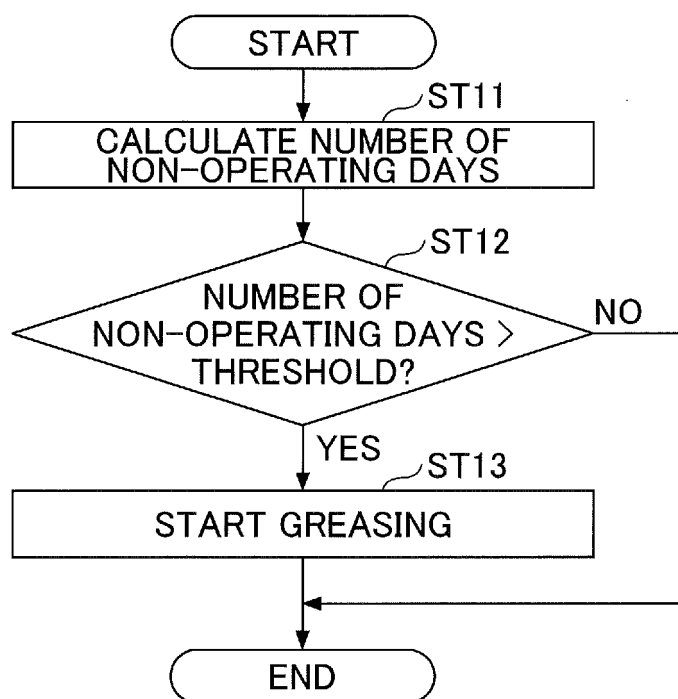 START
ST11
CALCULATE NUMBER OF
NON-OPERATING DAYS
ST12
NUMBER OF
NON-OPERATING DAYS >
THRESHOLD?
NO
YES
ST13
START GREASING
END